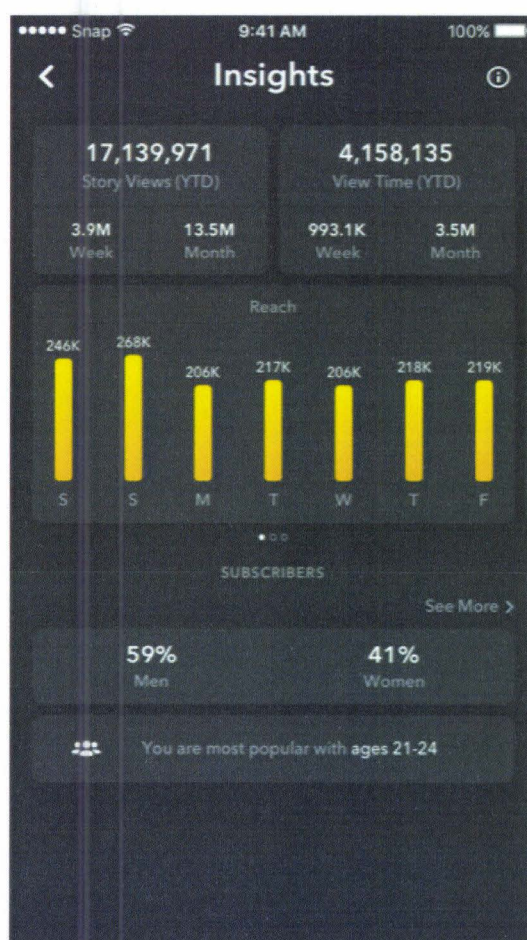 Snap 9:41 AM 100%
Insights
17,139,971 4,158,135
Story Views (YTD) View Time (YTD)
3.9M 13.5M 993.1K 3.5M
Week Month Week Month
Reach
246K 268K 206K 217K 206K 218K 219K
S S M T W T F
SUBSCRIBERS
See More >
59% 41%
Men Women
You are most popular with ages 21-24